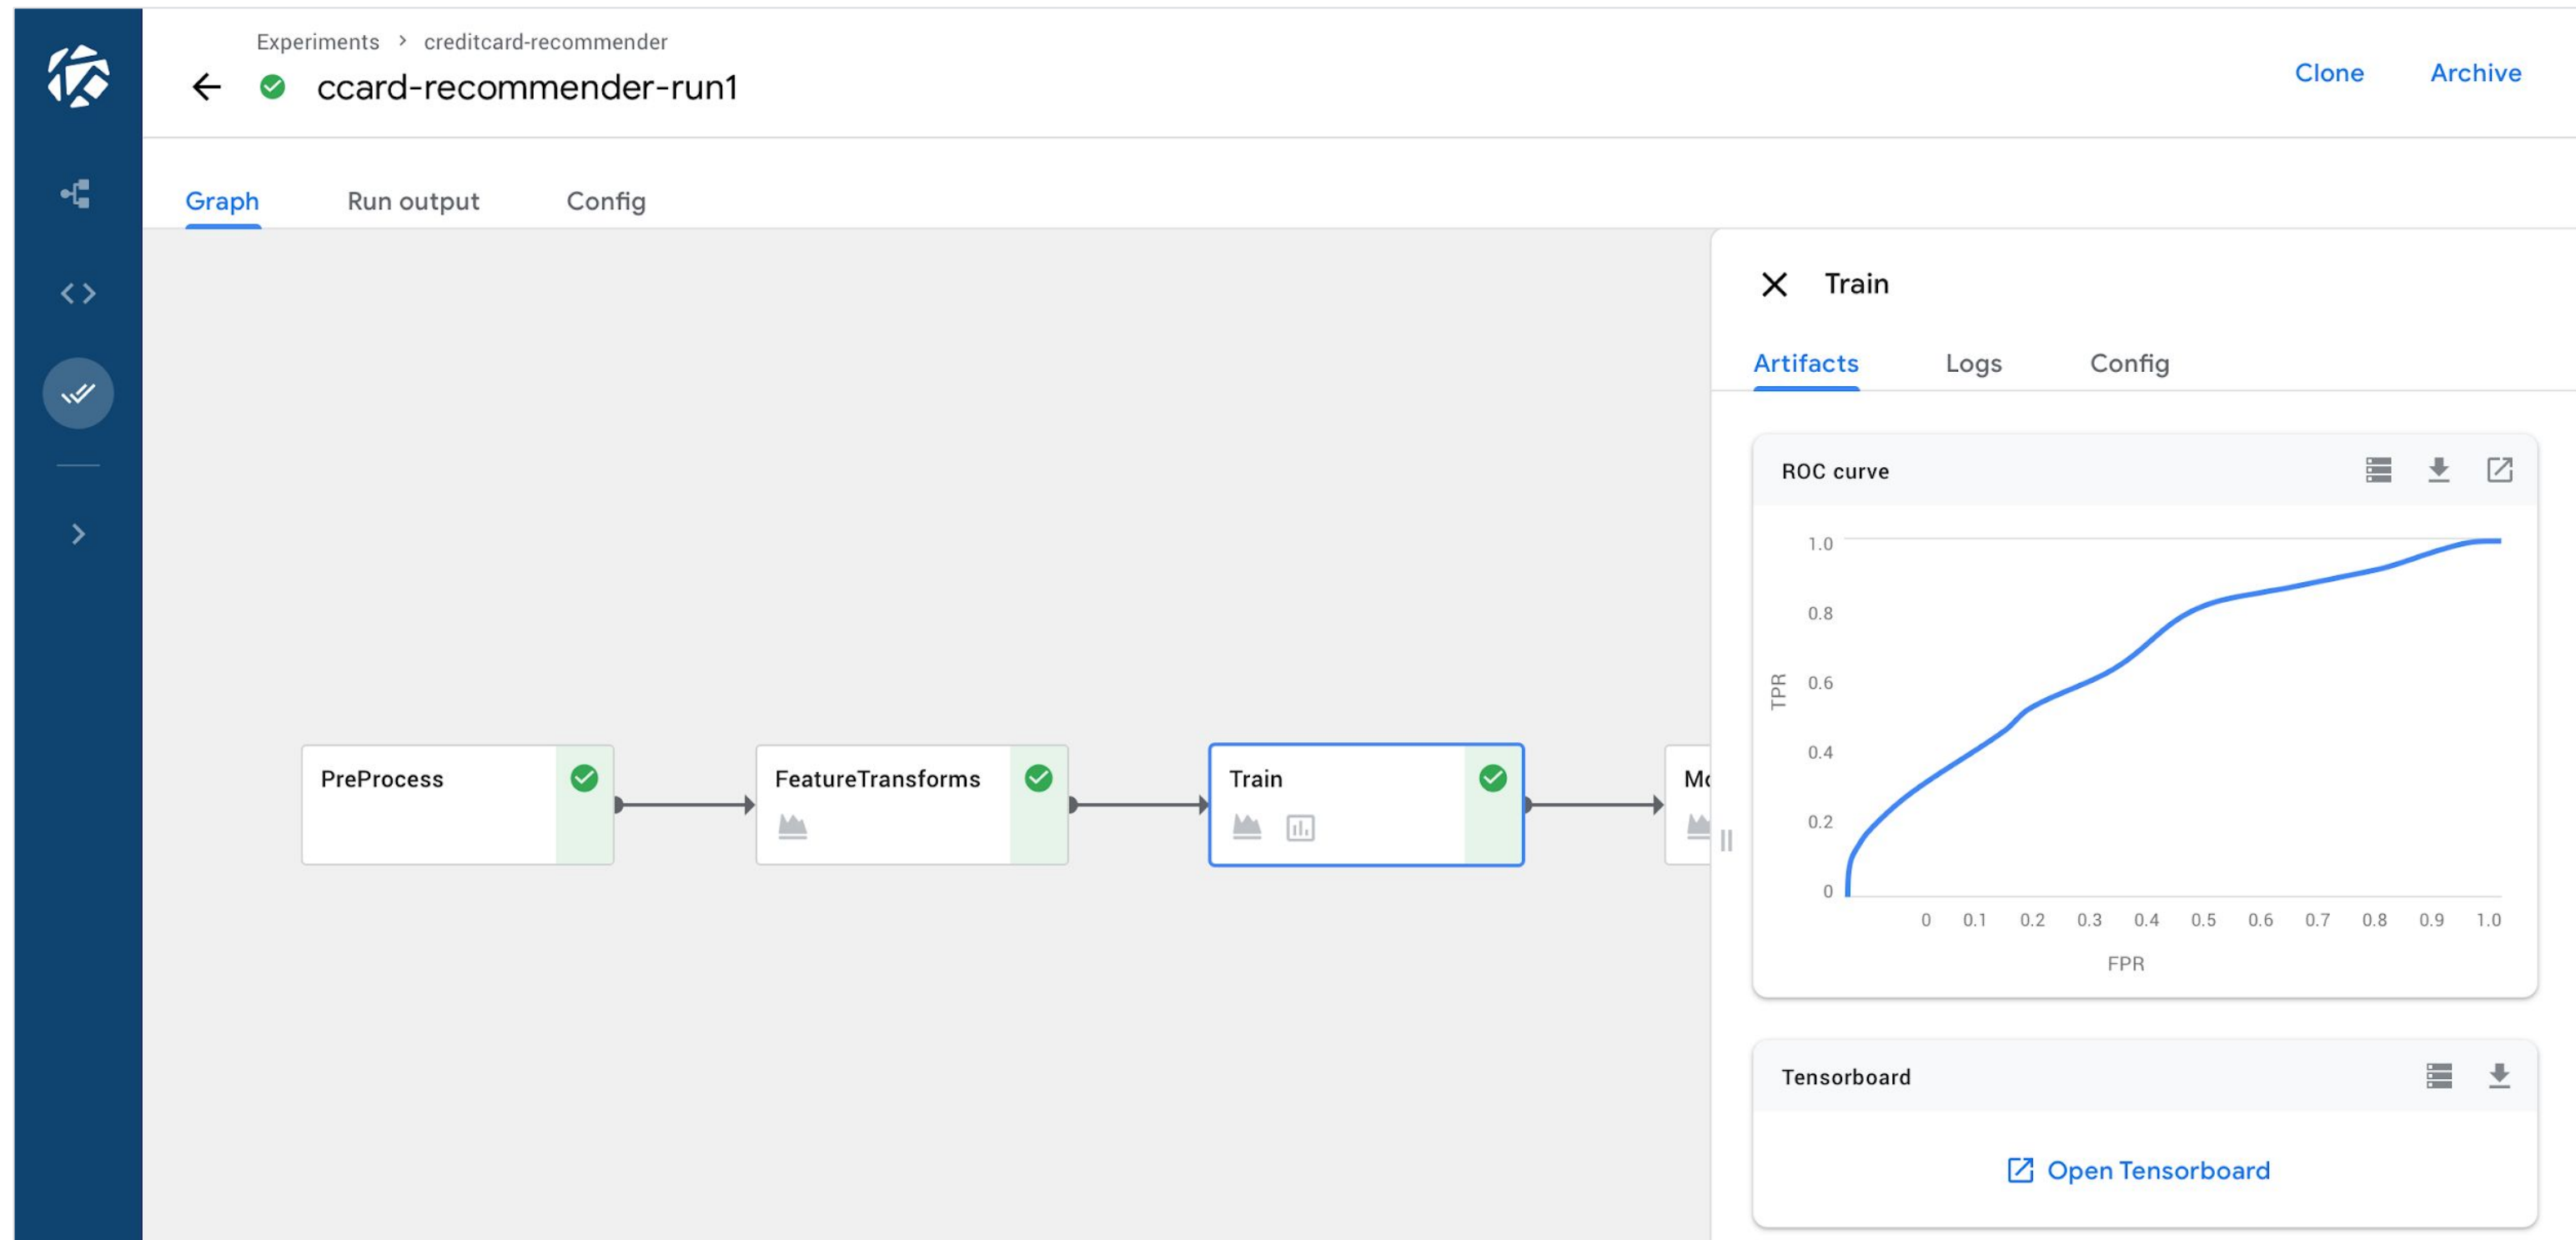 Experiments > creditcard-recommender
ccard-recommender-run1
Clone Archive
Graph Run output Config
Train
Artifacts Logs Config
ROC curve
1.0
0.8
0.6
0.4
0.2
0
TPR
0 0.1 0.2 0.3 0.4 0.5 0.6 0.7 0.8 0.9 1.0
FPR
PreProcess
FeatureTransforms
Train
Tensorboard
Open Tensorboard